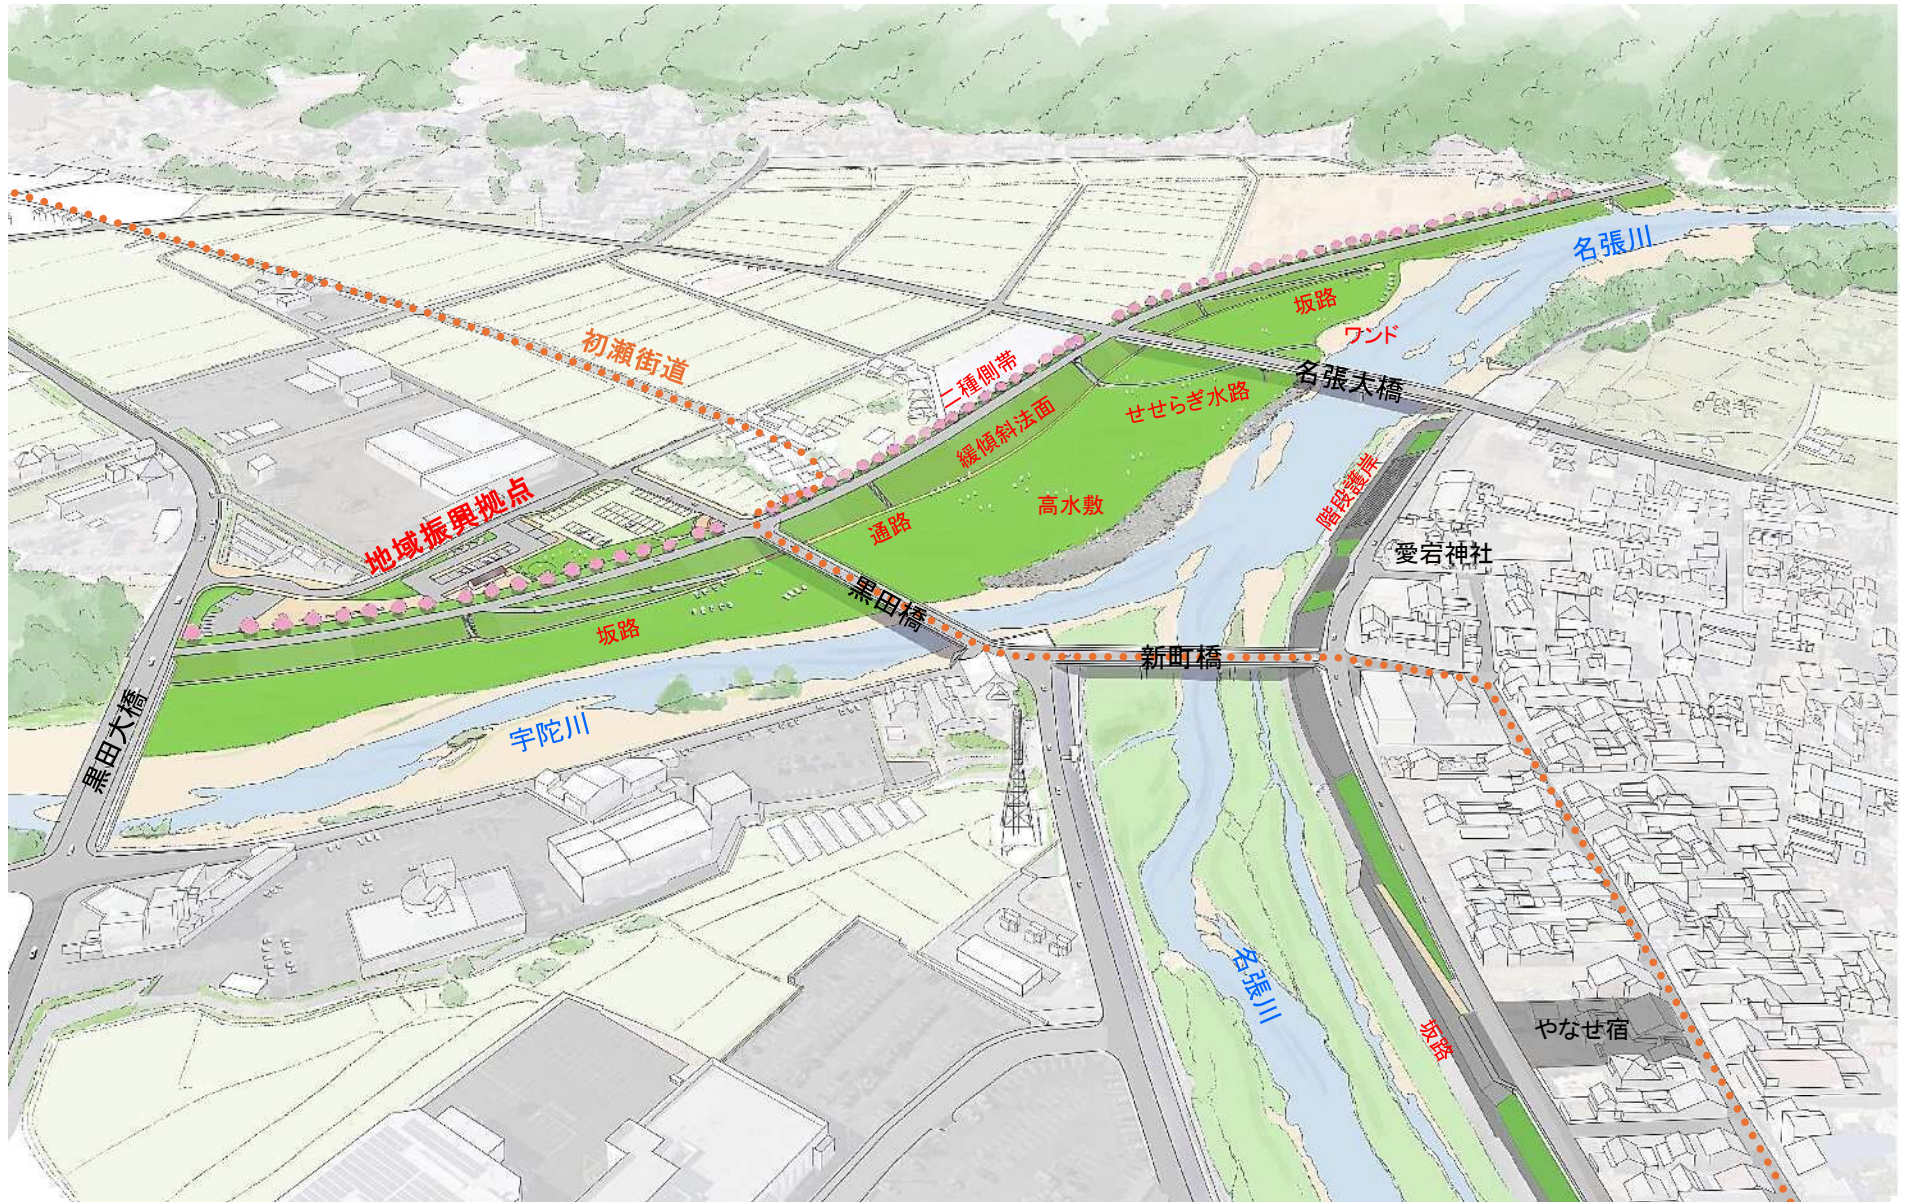 名張川
坂路
ワンド
初瀬街道
二種側帯
名張大橋
せせらぎ水路
緩傾斜法面
階段護岸
高水敷
地域振興拠点
通路
愛宕神社
黒田橋
坂路
新町橋
黒田大橋
宇陀川
名張川
やなせ宿
坂路